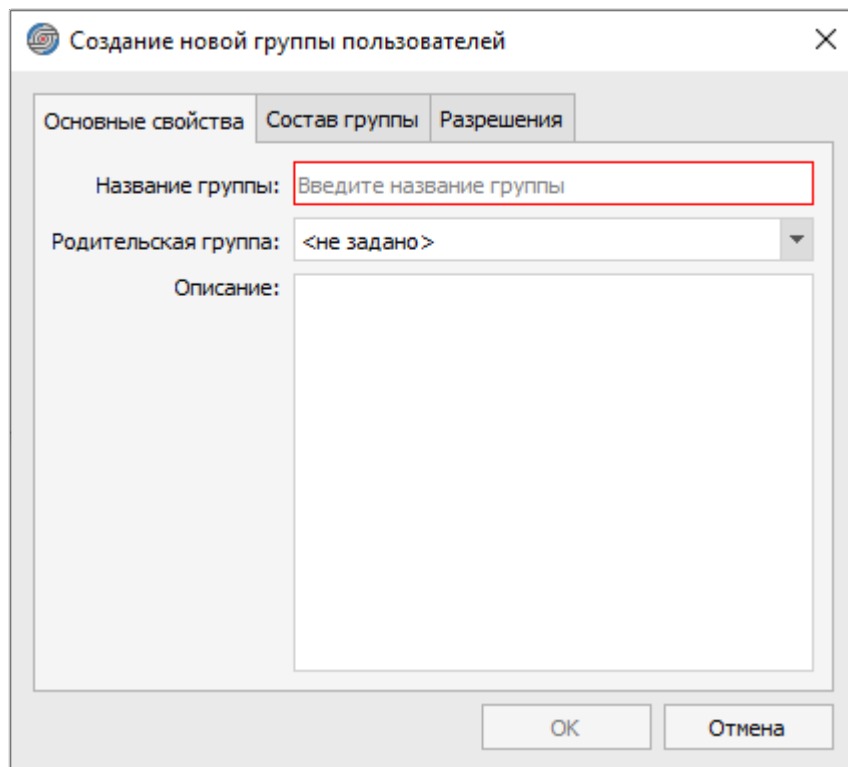 Создание новой группы пользователей
Основные свойства Состав группы Разрешения
Название группы: Введите название группы
Родительская группа: <не задано>
Описание:
OK Отмена